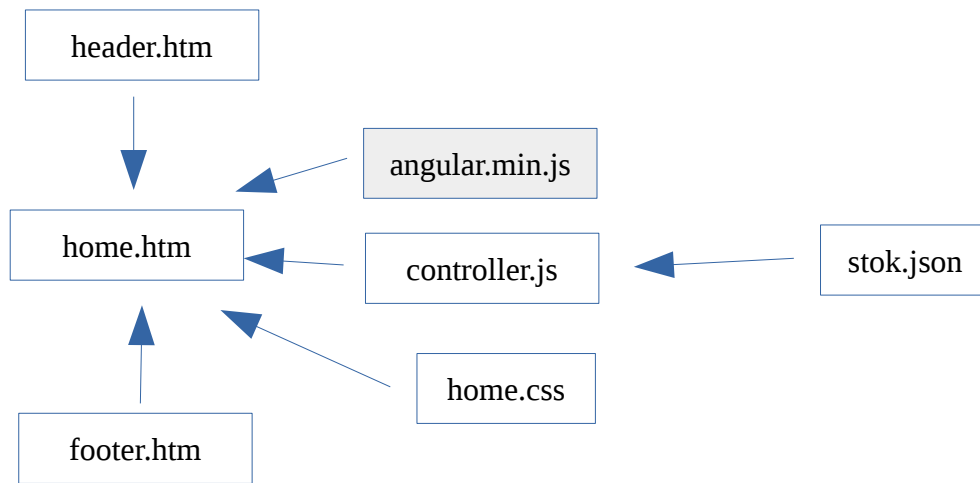 header.htm
angular.min.js
home.htm
controller.js
stok.json
home.css
footer.htm